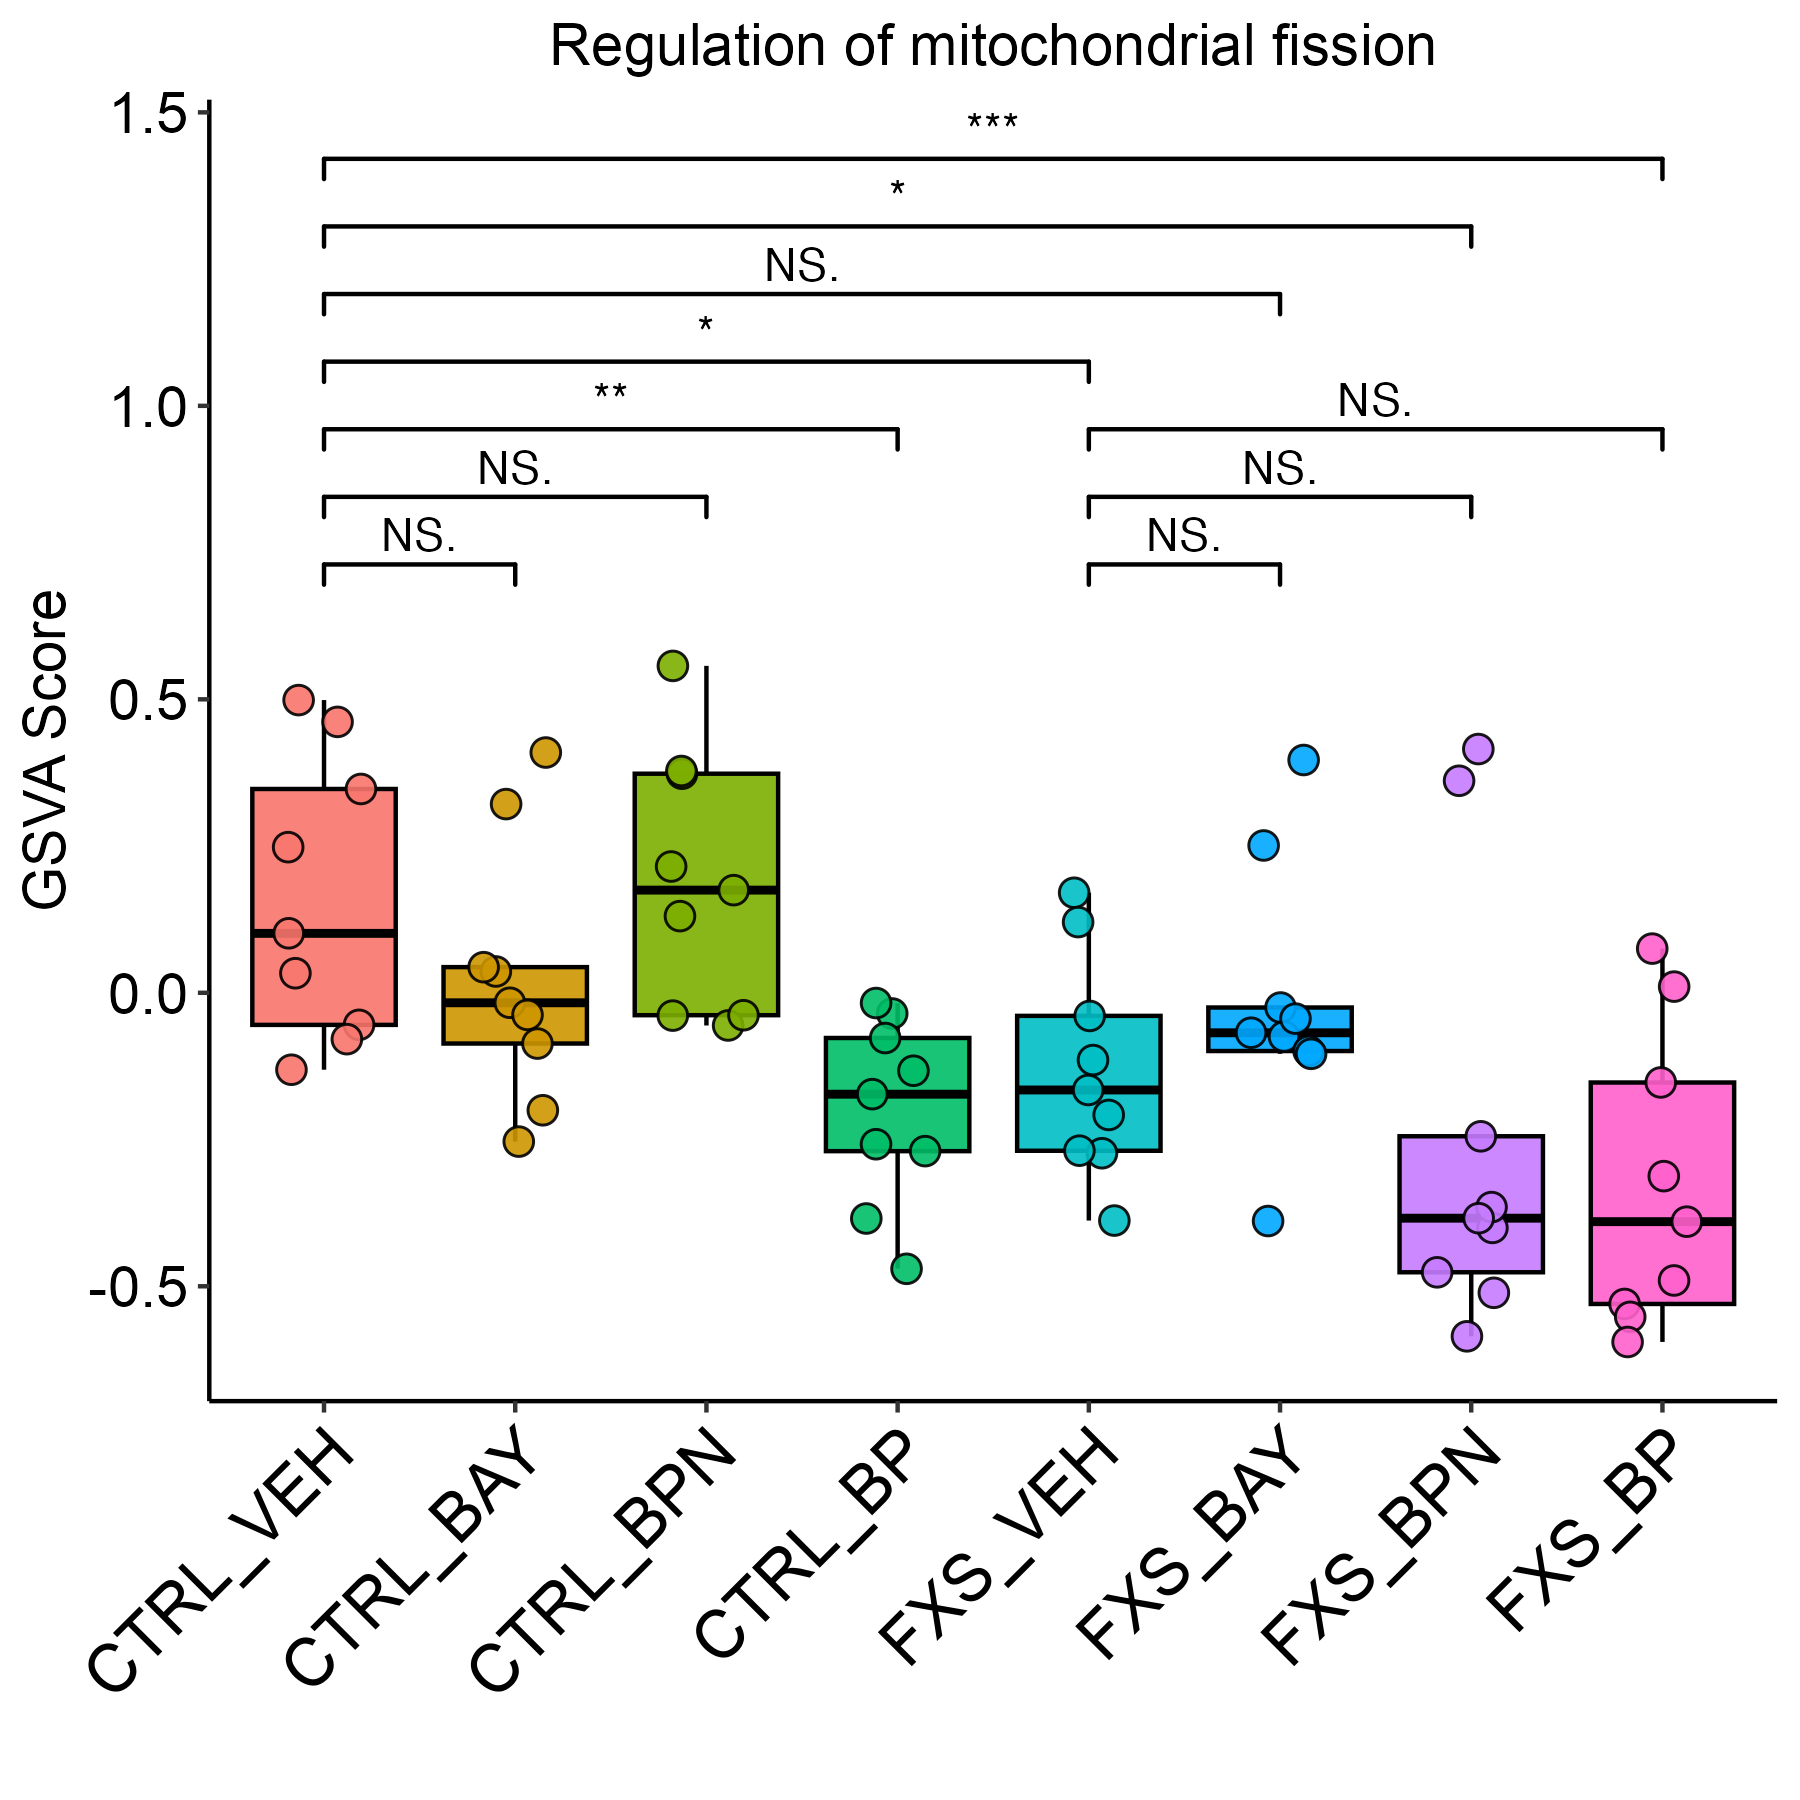 Regulation of mitochondrial fission
GSVA Score
1.5
1.0
0.5
0.0
-0.5
***
*
NS.
*
**
NS.
NS.
NS.
NS.
NS.
CTRL_VEH
CTRL_BAY
CTRL_BPN
CTRL_BP
FXS_VEH
FXS_BAY
FXS_BPN
FXS_BP